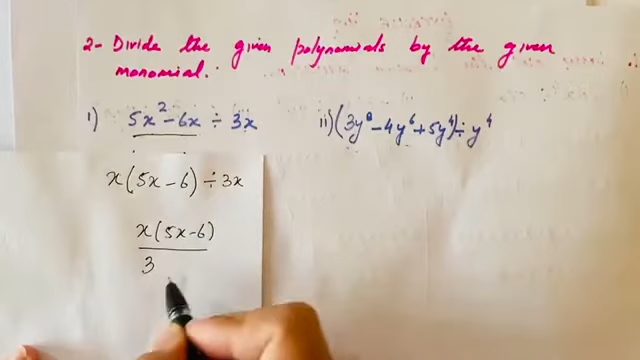 2- Divide the given polynomials by the given
monomial.
i) 5x² - 6x ÷ 3x
ii) (3y⁸ - 4y⁶ + 5y⁴) ÷ y⁴
x(5x - 6) ÷ 3x
x(5x - 6)
3